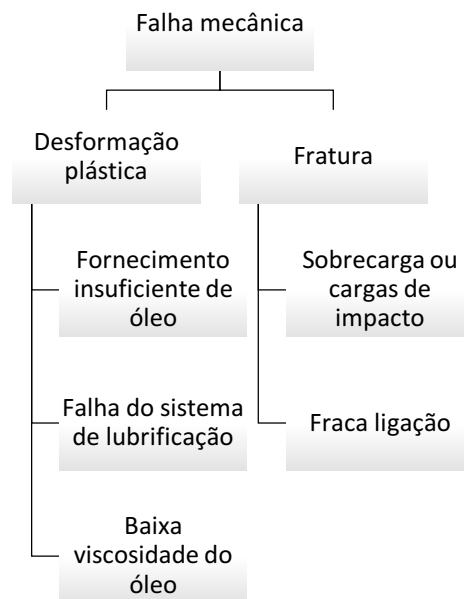 Falha mecânica
Desformação
plástica
Fratura
Fornecimento
insuficiente de
óleo
Sobrecarga ou
cargas de
impacto
Falha do sistema
de lubrificação
Fraca ligação
Baixa
viscosidade do
óleo